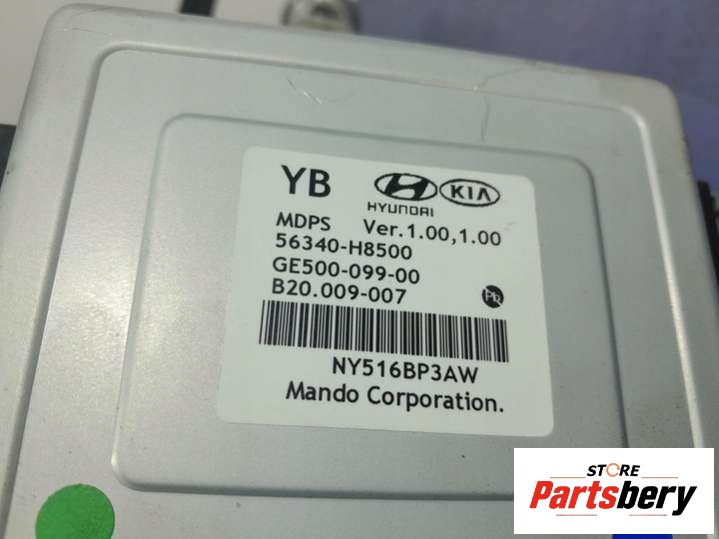 YB
HYUNDAI
KIA
MDPS Ver.1.00,1.00
56340-H8500
GE500-099-00
B20.009-007
NY516BP3AW
Mando Corporation.
STORE
Partsbery